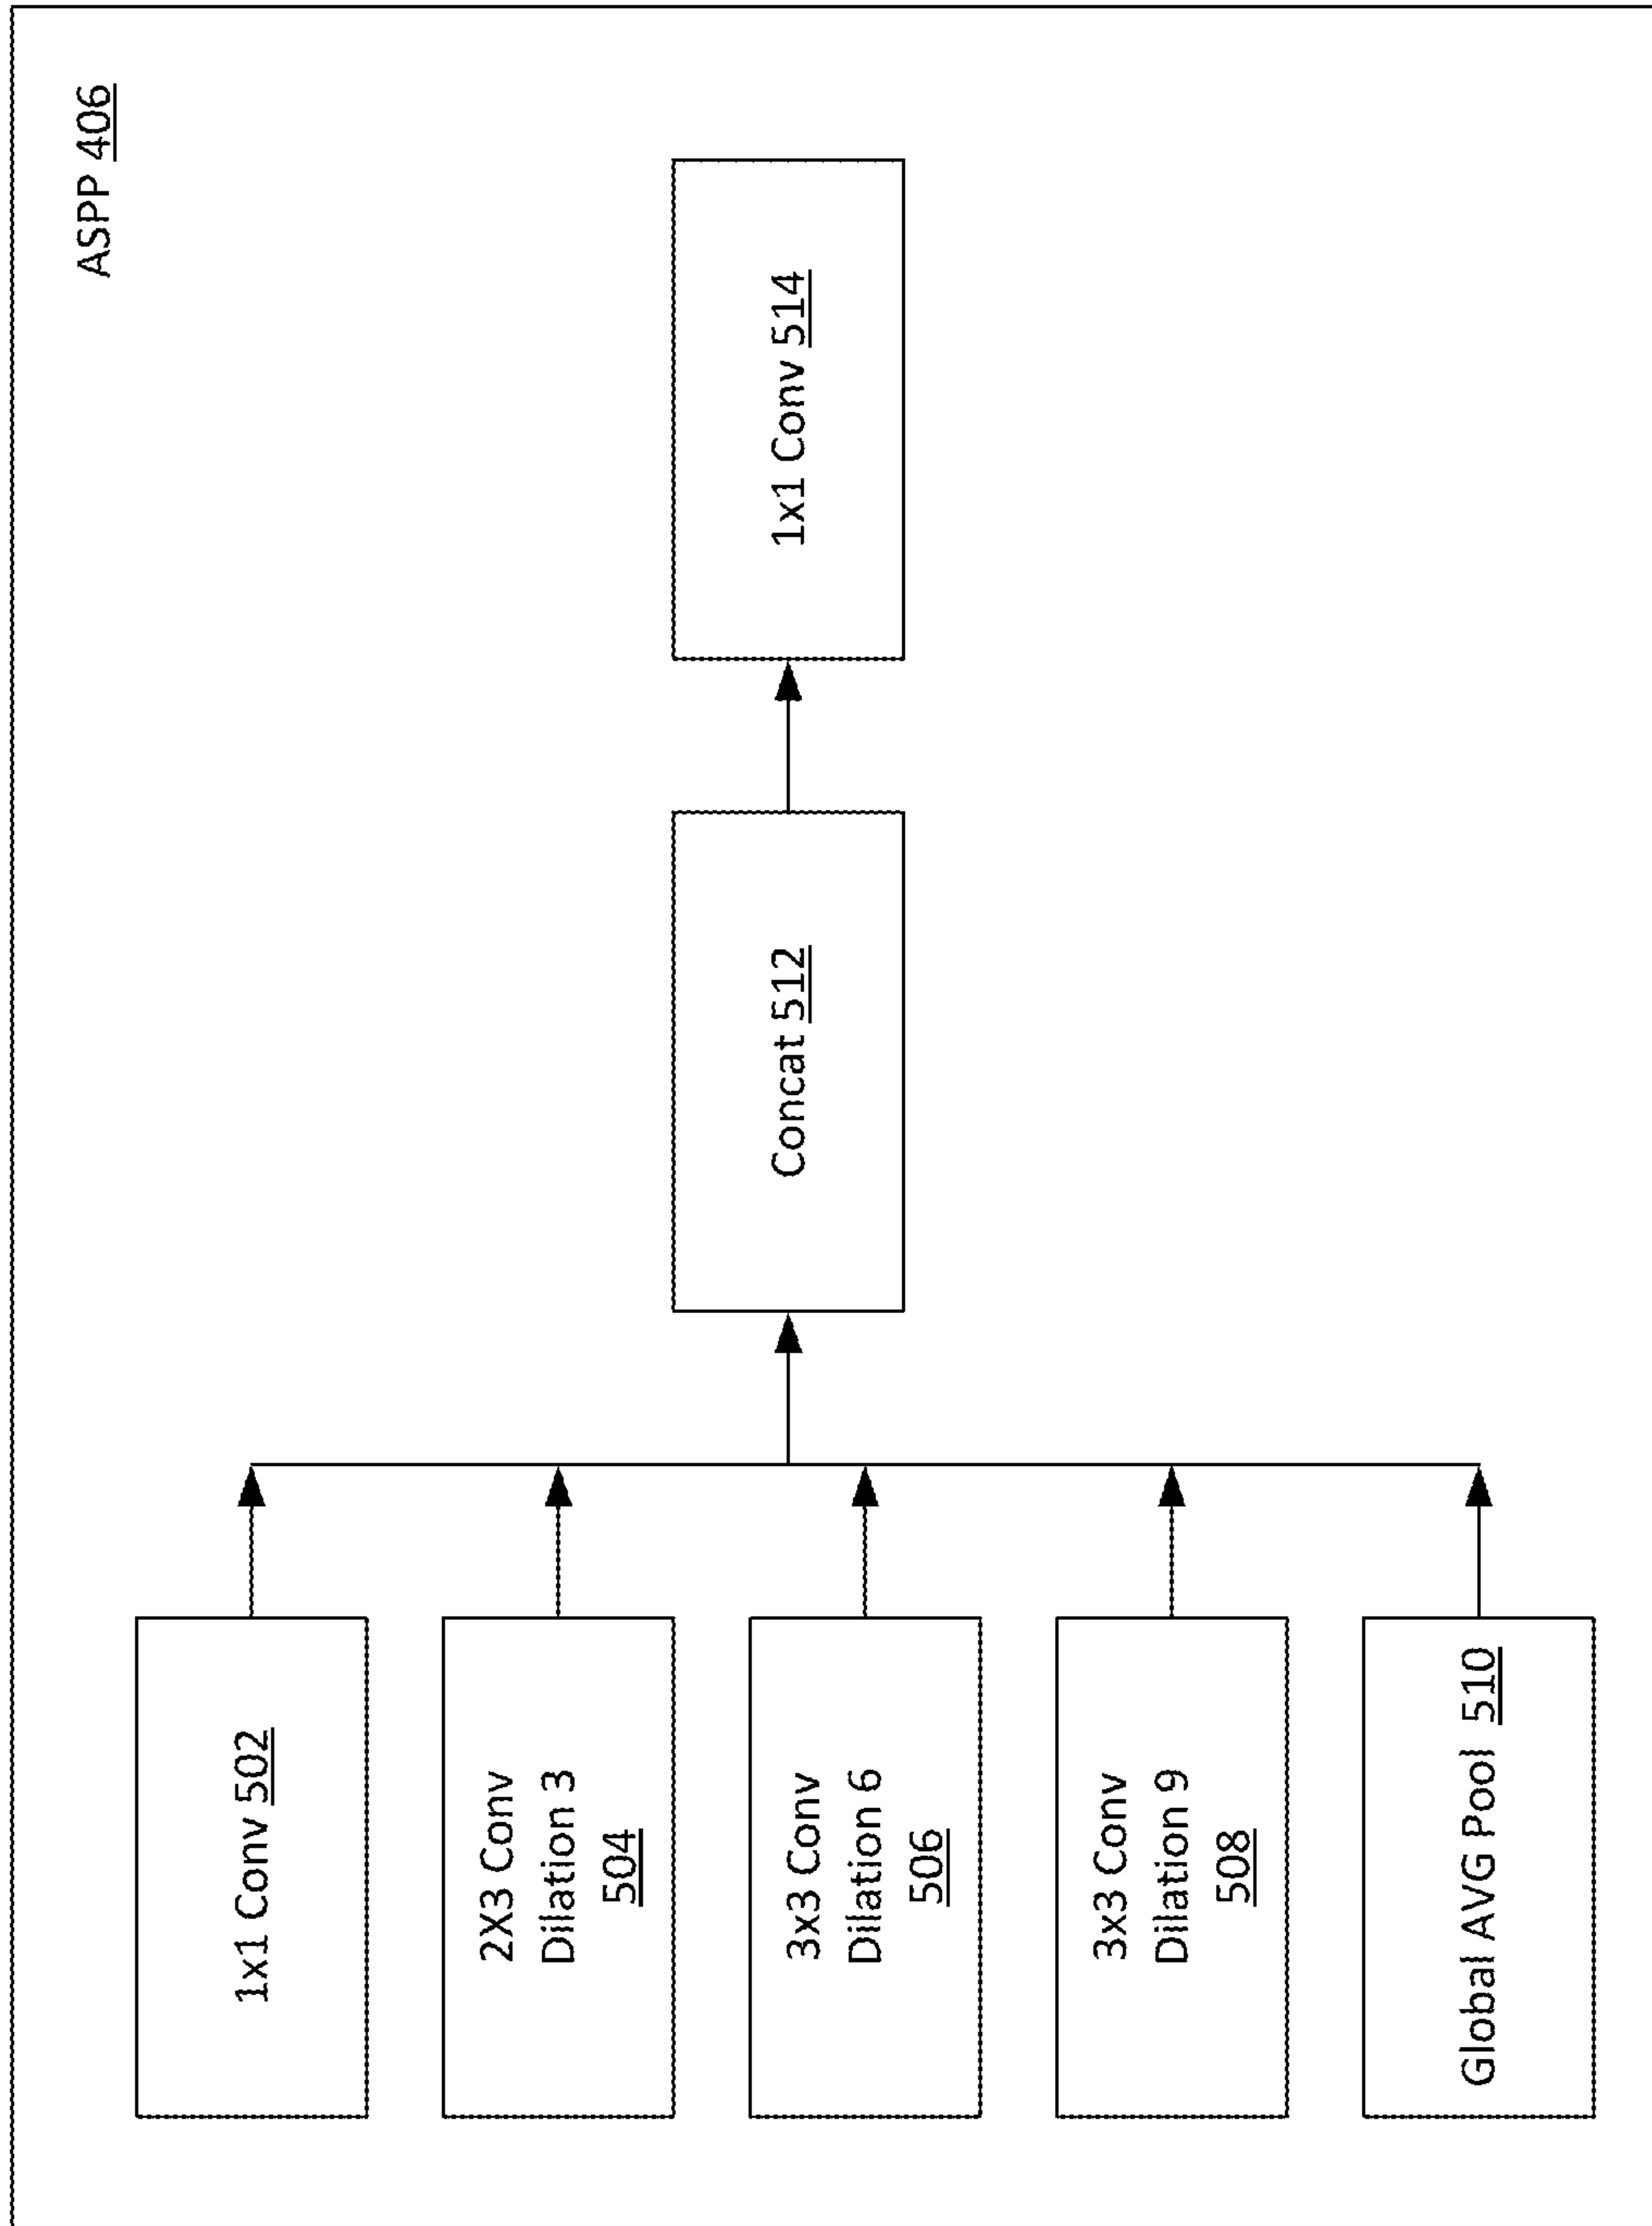 ASPP 406
1x1 Conv 502
2X3 Conv
Dilation 3
504
3x3 Conv
Dilation 6
506
3x3 Conv
Dilation 9
508
Global AVG Pool 510
Concat 512
1x1 Conv 514